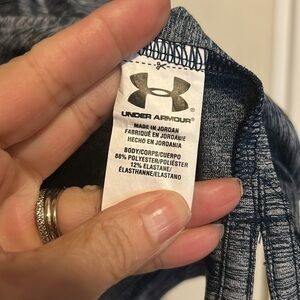 UNDER ARMOUR®
MADE IN JORDAN
FABRIQUÉ EN JORDANIE
HECHO EN JORDANIA
BODY/CORPS/CUERPO
88% POLYESTER/POLIÉSTER
12% ELASTANE/
ÉLASTHANNE/ELASTANO